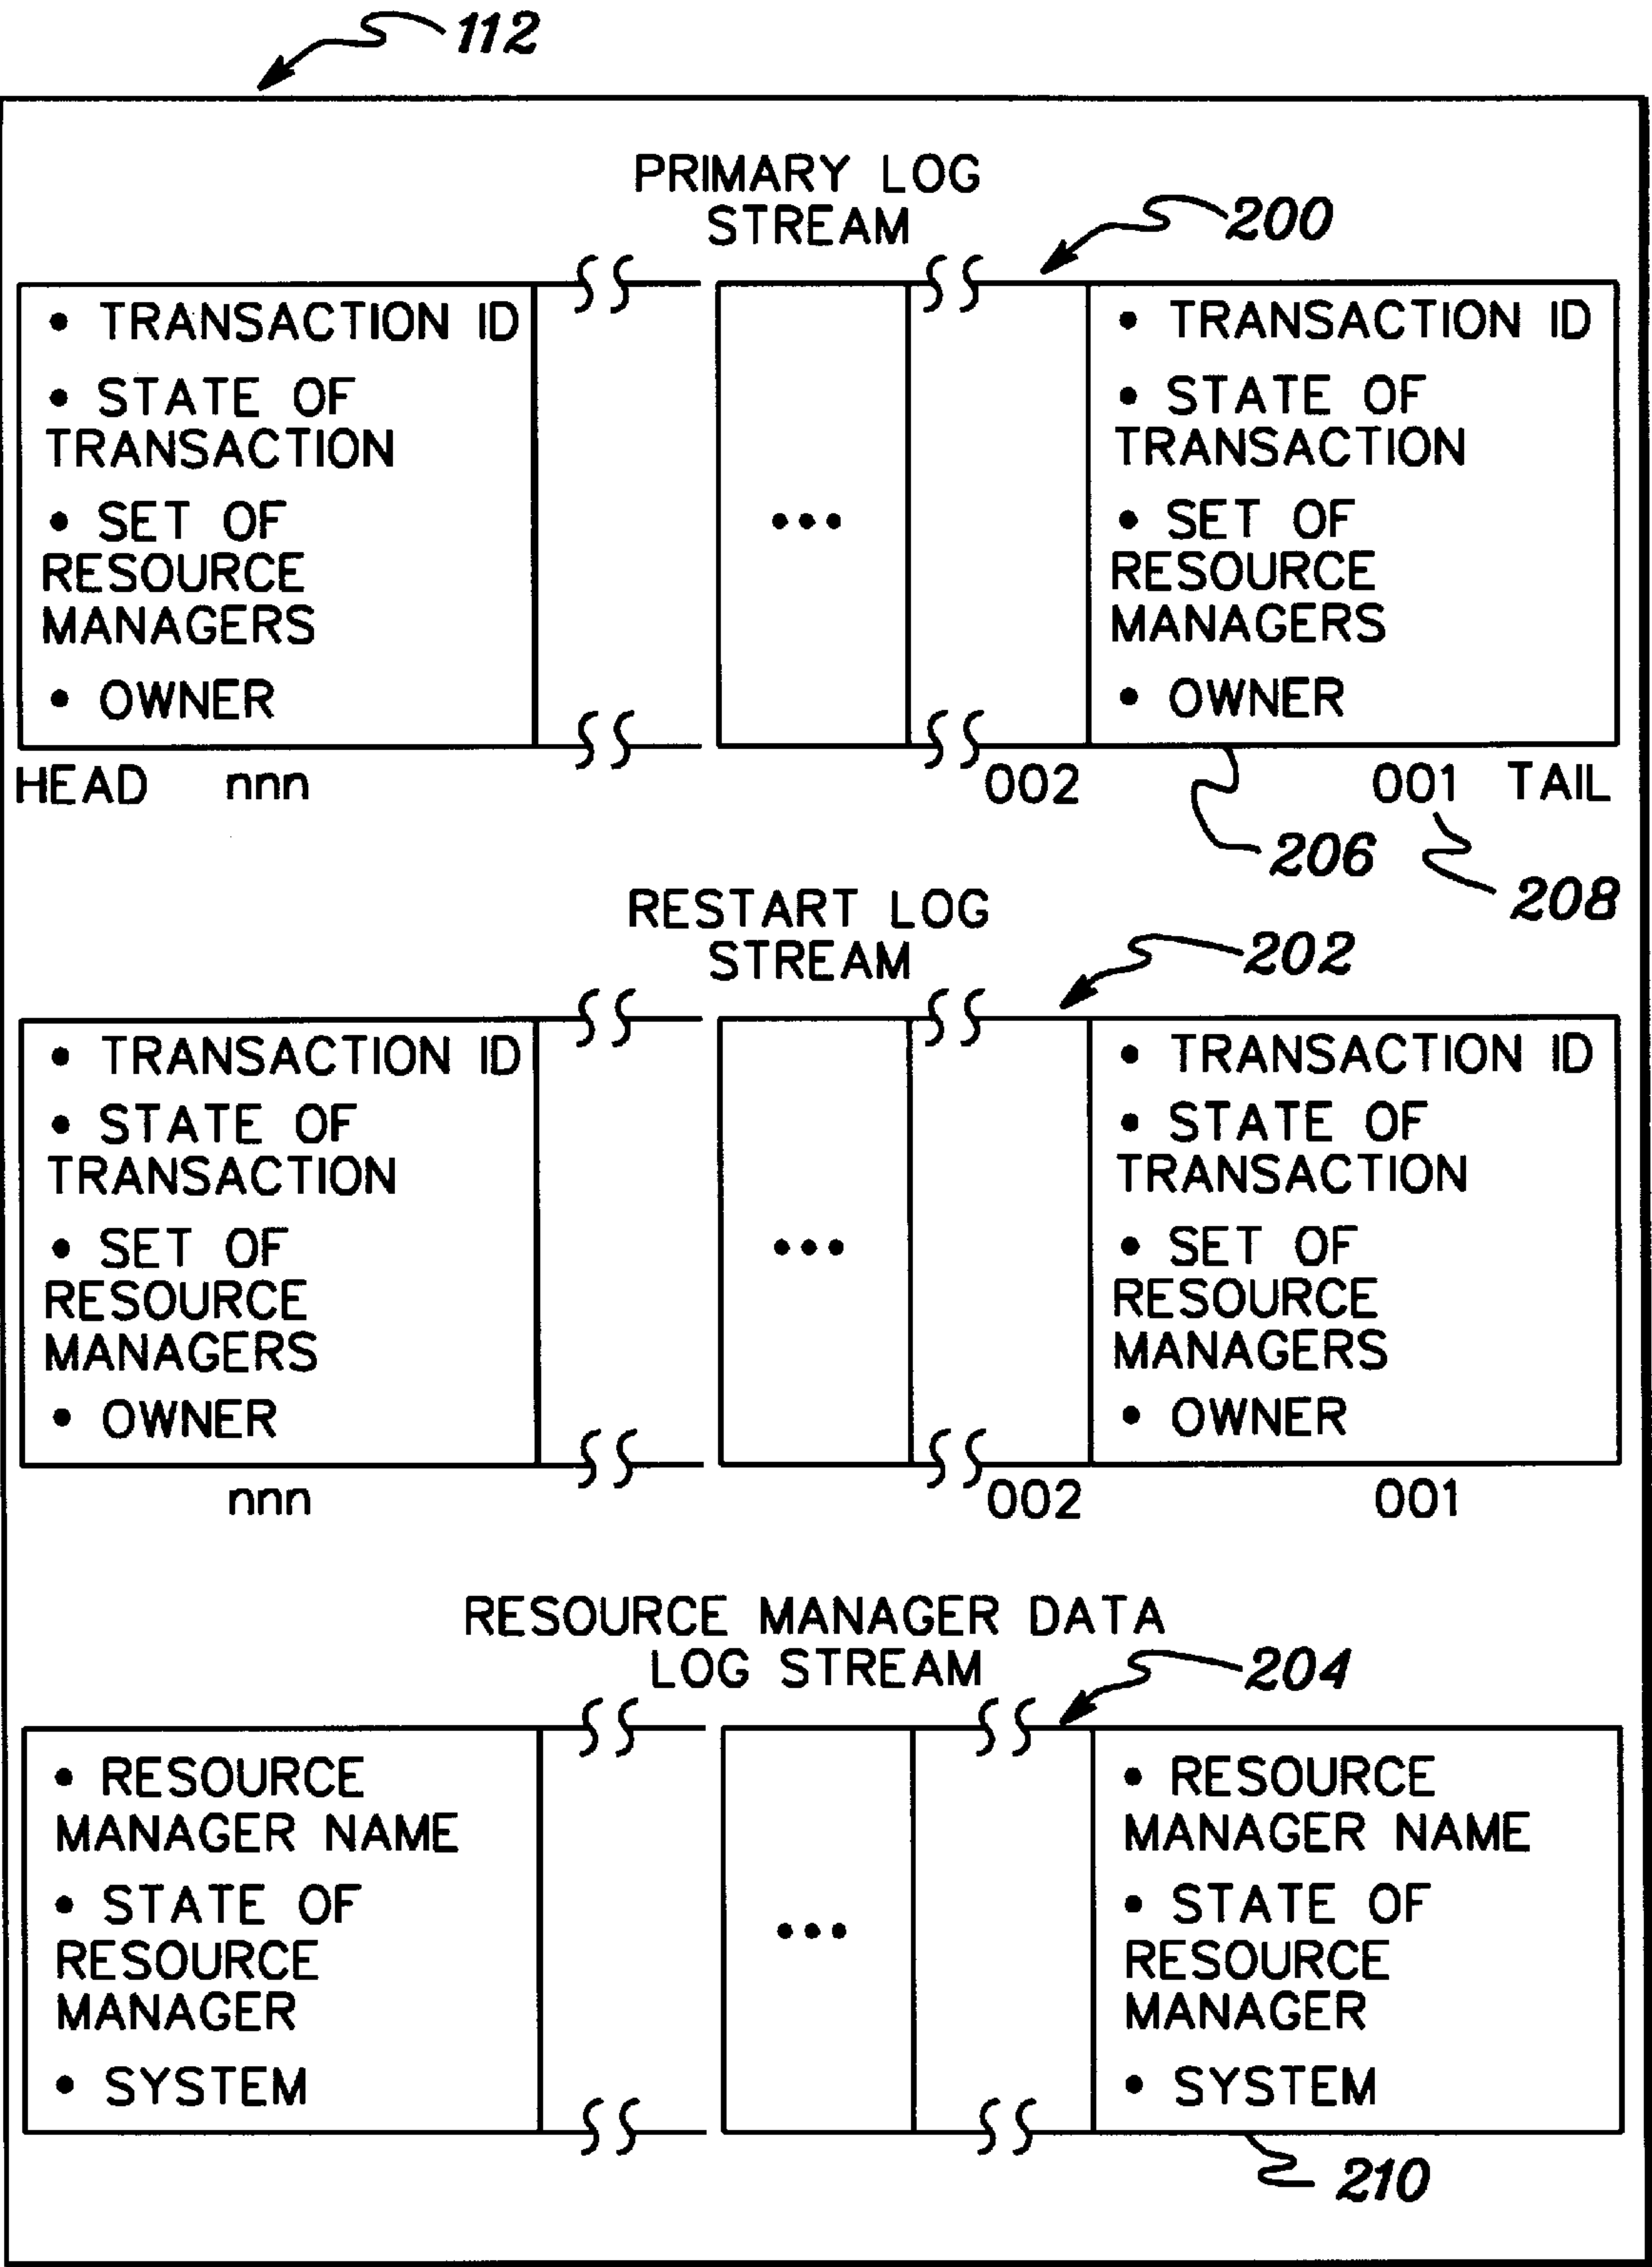 112
PRIMARY LOG
STREAM
200
• TRANSACTION ID
• STATE OF
TRANSACTION
• SET OF
RESOURCE
MANAGERS
• OWNER
•••
• TRANSACTION ID
• STATE OF
TRANSACTION
• SET OF
RESOURCE
MANAGERS
• OWNER
HEAD nnn 002 001 TAIL
206
208
RESTART LOG
STREAM
202
• TRANSACTION ID
• STATE OF
TRANSACTION
• SET OF
RESOURCE
MANAGERS
• OWNER
•••
• TRANSACTION ID
• STATE OF
TRANSACTION
• SET OF
RESOURCE
MANAGERS
• OWNER
nnn 002 001
RESOURCE MANAGER DATA
LOG STREAM
204
• RESOURCE
MANAGER NAME
• STATE OF
RESOURCE
MANAGER
• SYSTEM
•••
• RESOURCE
MANAGER NAME
• STATE OF
RESOURCE
MANAGER
• SYSTEM
210